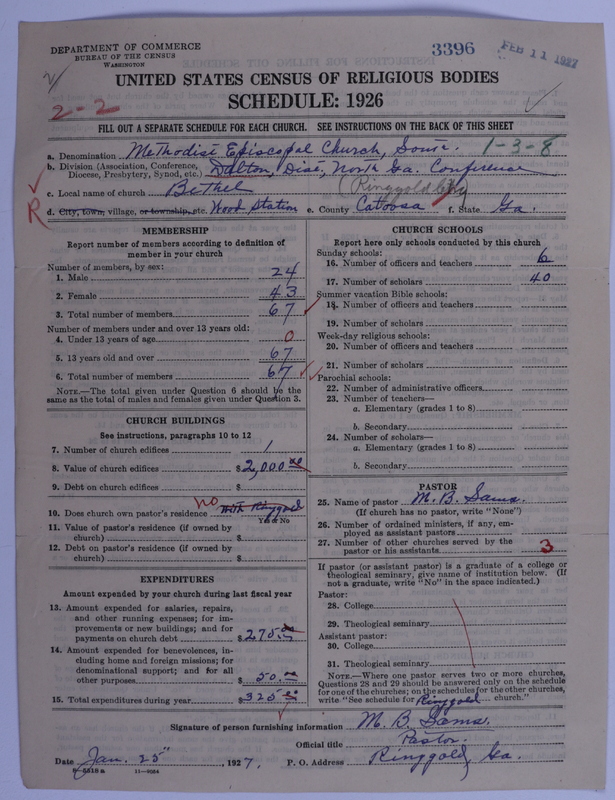 DEPARTMENT OF COMMERCE
BUREAU OF THE CENSUS
WASHINGTON
3396
FEB 11 1927
UNITED STATES CENSUS OF RELIGIOUS BODIES
SCHEDULE: 1926
2-2
FILL OUT A SEPARATE SCHEDULE FOR EACH CHURCH. SEE INSTRUCTIONS ON THE BACK OF THIS SHEET
a. Denomination Methodist Episcopal Church, South. 1-3-8
b. Division (Association, Conference, Diocese, Presbytery, Synod, etc.) Dalton, Dist, North Ga. Conference
c. Local name of church Bethel (Ringgold Chg)
R
d. City, town, village, or township, etc. Wood Station e. County Catoosa f. State Ga.
MEMBERSHIP
Report number of members according to definition of
member in your church
Number of members, by sex:
1. Male 24
2. Female 43
3. Total number of members 67
Number of members under and over 13 years old:
4. Under 13 years of age 0
5. 13 years old and over 67
6. Total number of members 67
NOTE.—The total given under Question 6 should be the
same as the total of males and females given under Question 3.
CHURCH BUILDINGS
See instructions, paragraphs 10 to 12
7. Number of church edifices 1
8. Value of church edifices $2,000.00
9. Debt on church edifices $
10. Does church own pastor's residence no with Ringgold
Yes or No
11. Value of pastor's residence (if owned by
church) $
12. Debt on pastor's residence (if owned by
church) $
EXPENDITURES
Amount expended by your church during last fiscal year
13. Amount expended for salaries, repairs,
and other running expenses; for im-
provements or new buildings; and for
payments on church debt $275.00
14. Amount expended for benevolences, in-
cluding home and foreign missions; for
denominational support; and for all
other purposes $50.00
15. Total expenditures during year $325.00
CHURCH SCHOOLS
Report here only schools conducted by this church
Sunday schools:
16. Number of officers and teachers 6
17. Number of scholars 40
Summer vacation Bible schools:
18. Number of officers and teachers
19. Number of scholars
Week-day religious schools:
20. Number of officers and teachers
21. Number of scholars
Parochial schools:
22. Number of administrative officers
23. Number of teachers—
a. Elementary (grades 1 to 8)
b. Secondary
24. Number of scholars—
a. Elementary (grades 1 to 8)
b. Secondary
PASTOR
25. Name of pastor M. B. Sams.
(If church has no pastor, write "None")
26. Number of ordained ministers, if any, em-
ployed as assistant pastors
27. Number of other churches served by the
pastor or his assistants 3
If pastor (or assistant pastor) is a graduate of a college or
theological seminary, give name of institution below. (If
not a graduate, write "No" in the space indicated.)
Pastor:
28. College
29. Theological seminary
Assistant pastor:
30. College
31. Theological seminary
NOTE.—Where one pastor serves two or more churches,
Questions 28 and 29 should be answered only on the schedule
for one of the churches; on the schedules for the other churches,
write "See schedule for Ringgold church."
Signature of person furnishing information M. B. Sams.
Official title Pastor.
Date Jan. 25", 1927. P. O. Address Ringgold, Ga.
8-5518 a 11-9084